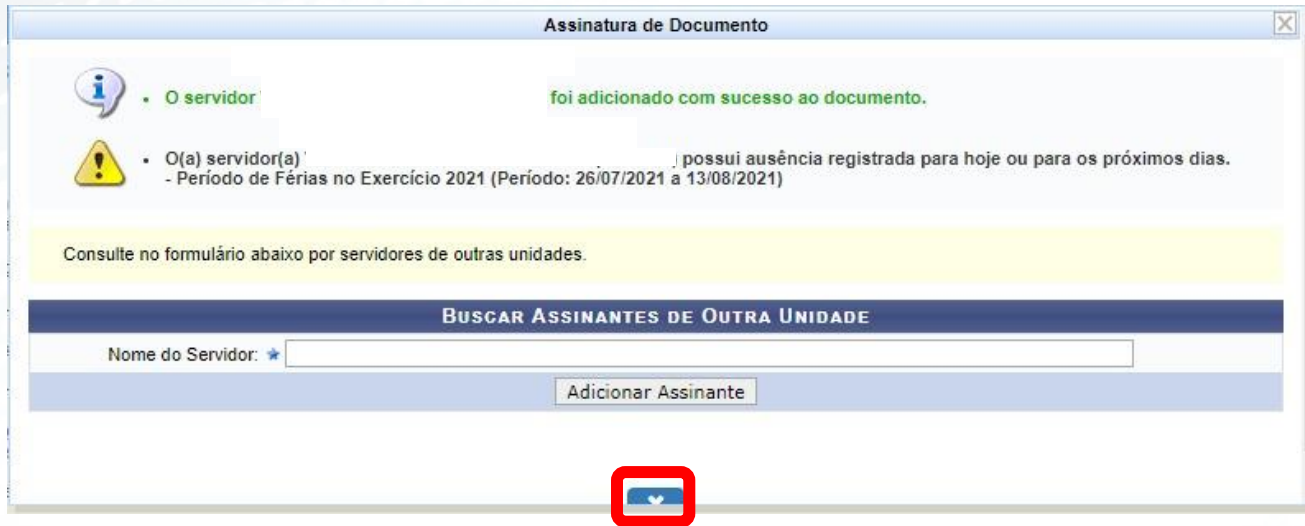 Assinatura de Documento
O servidor foi adicionado com sucesso ao documento.
O(a) servidor(a) possui ausência registrada para hoje ou para os próximos dias.
- Período de Férias no Exercício 2021 (Período: 26/07/2021 a 13/08/2021)
Consulte no formulário abaixo por servidores de outras unidades.
BUSCAR ASSINANTES DE OUTRA UNIDADE
Nome do Servidor:
Adicionar Assinante